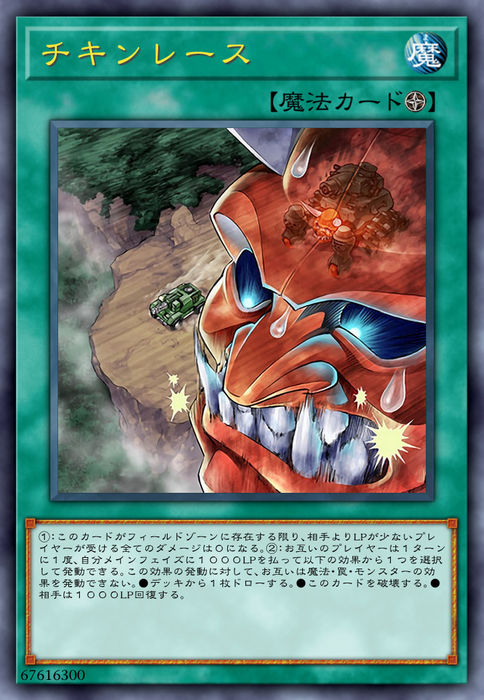 チキンレース
魔
【魔法カード】
①:このカードがフィールドゾーンに存在する限り、相手よりLPが少ないプレ
イヤーが受ける全てのダメージは0になる。②:お互いのプレイヤーは1ターン
に1度、自分メインフェイズに1000LPを払って以下の効果から1つを選択
して発動できる。この効果の発動に対して、お互いは魔法・罠・モンスターの効
果を発動できない。●デッキから1枚ドローする。●このカードを破壊する。●
相手は1000LP回復する。
67616300